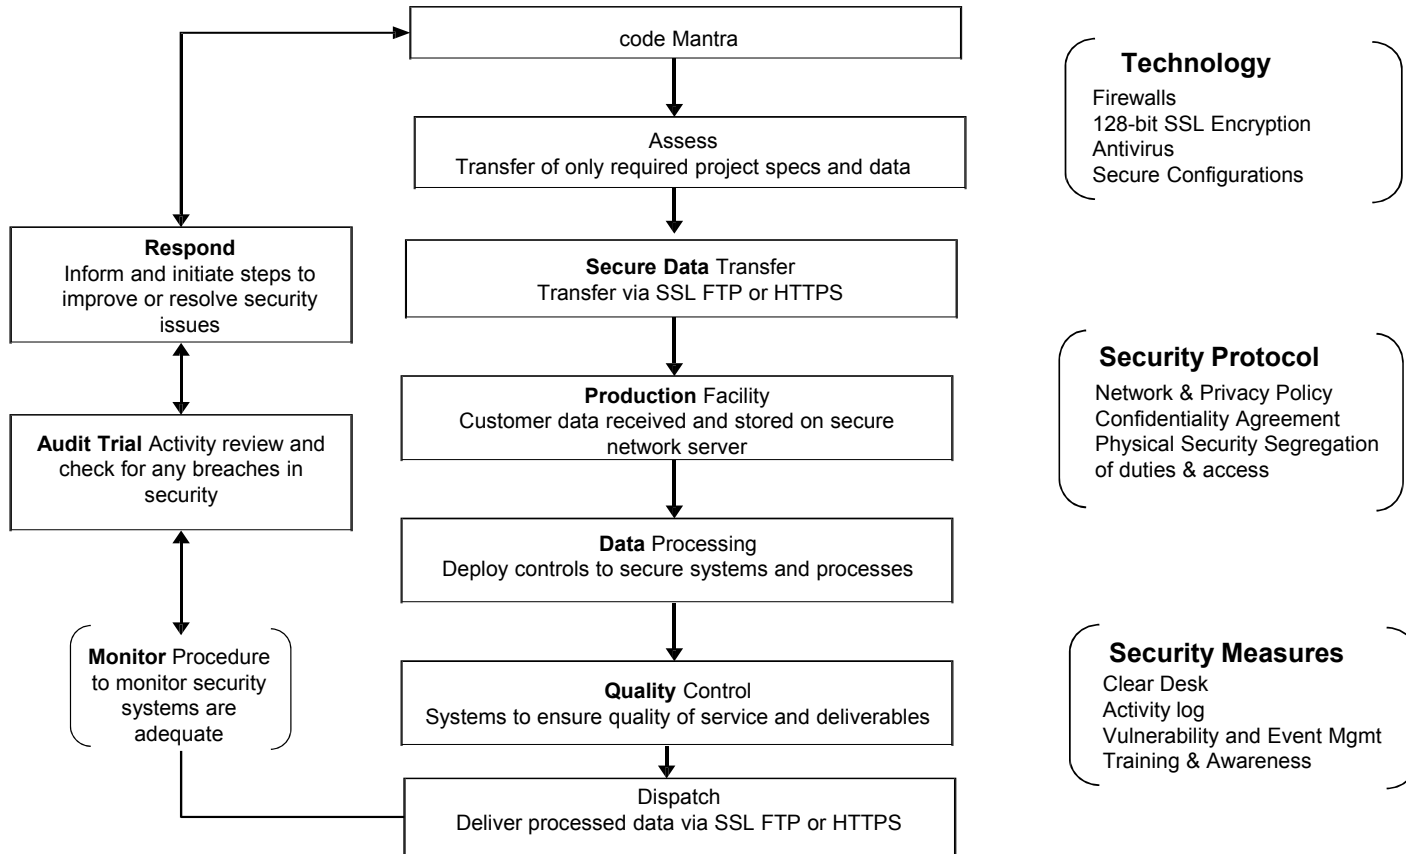 code Mantra
Assess
Transfer of only required project specs and data
Secure Data Transfer
Transfer via SSL FTP or HTTPS
Production Facility
Customer data received and stored on secure
network server
Data Processing
Deploy controls to secure systems and processes
Quality Control
Systems to ensure quality of service and deliverables
Dispatch
Deliver processed data via SSL FTP or HTTPS
Respond
Inform and initiate steps to
improve or resolve security
issues
Audit Trial Activity review and
check for any breaches in
security
Monitor Procedure
to monitor security
systems are
adequate
Technology
Firewalls
128-bit SSL Encryption
Antivirus
Secure Configurations
Security Protocol
Network & Privacy Policy
Confidentiality Agreement
Physical Security Segregation
of duties & access
Security Measures
Clear Desk
Activity log
Vulnerability and Event Mgmt
Training & Awareness